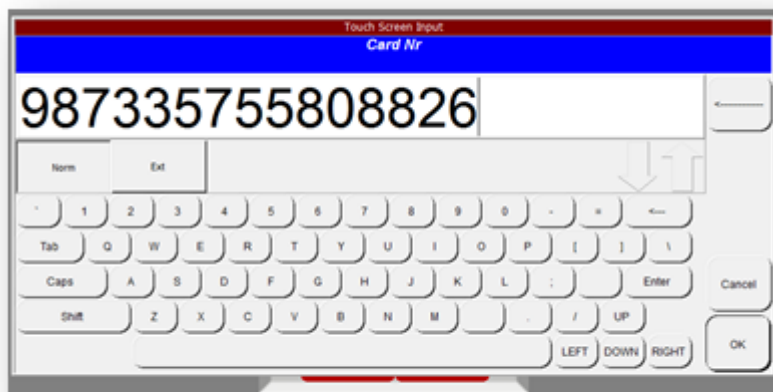 Touch Screen Input
Card Nr
987335755808826
<----------
Norm Ext
` 1 2 3 4 5 6 7 8 9 0 - = <---
Tab Q W E R T Y U I O P [ ] \
Caps A S D F G H J K L ; Enter
Cancel
Shift Z X C V B N M . / UP
OK
LEFT DOWN RIGHT